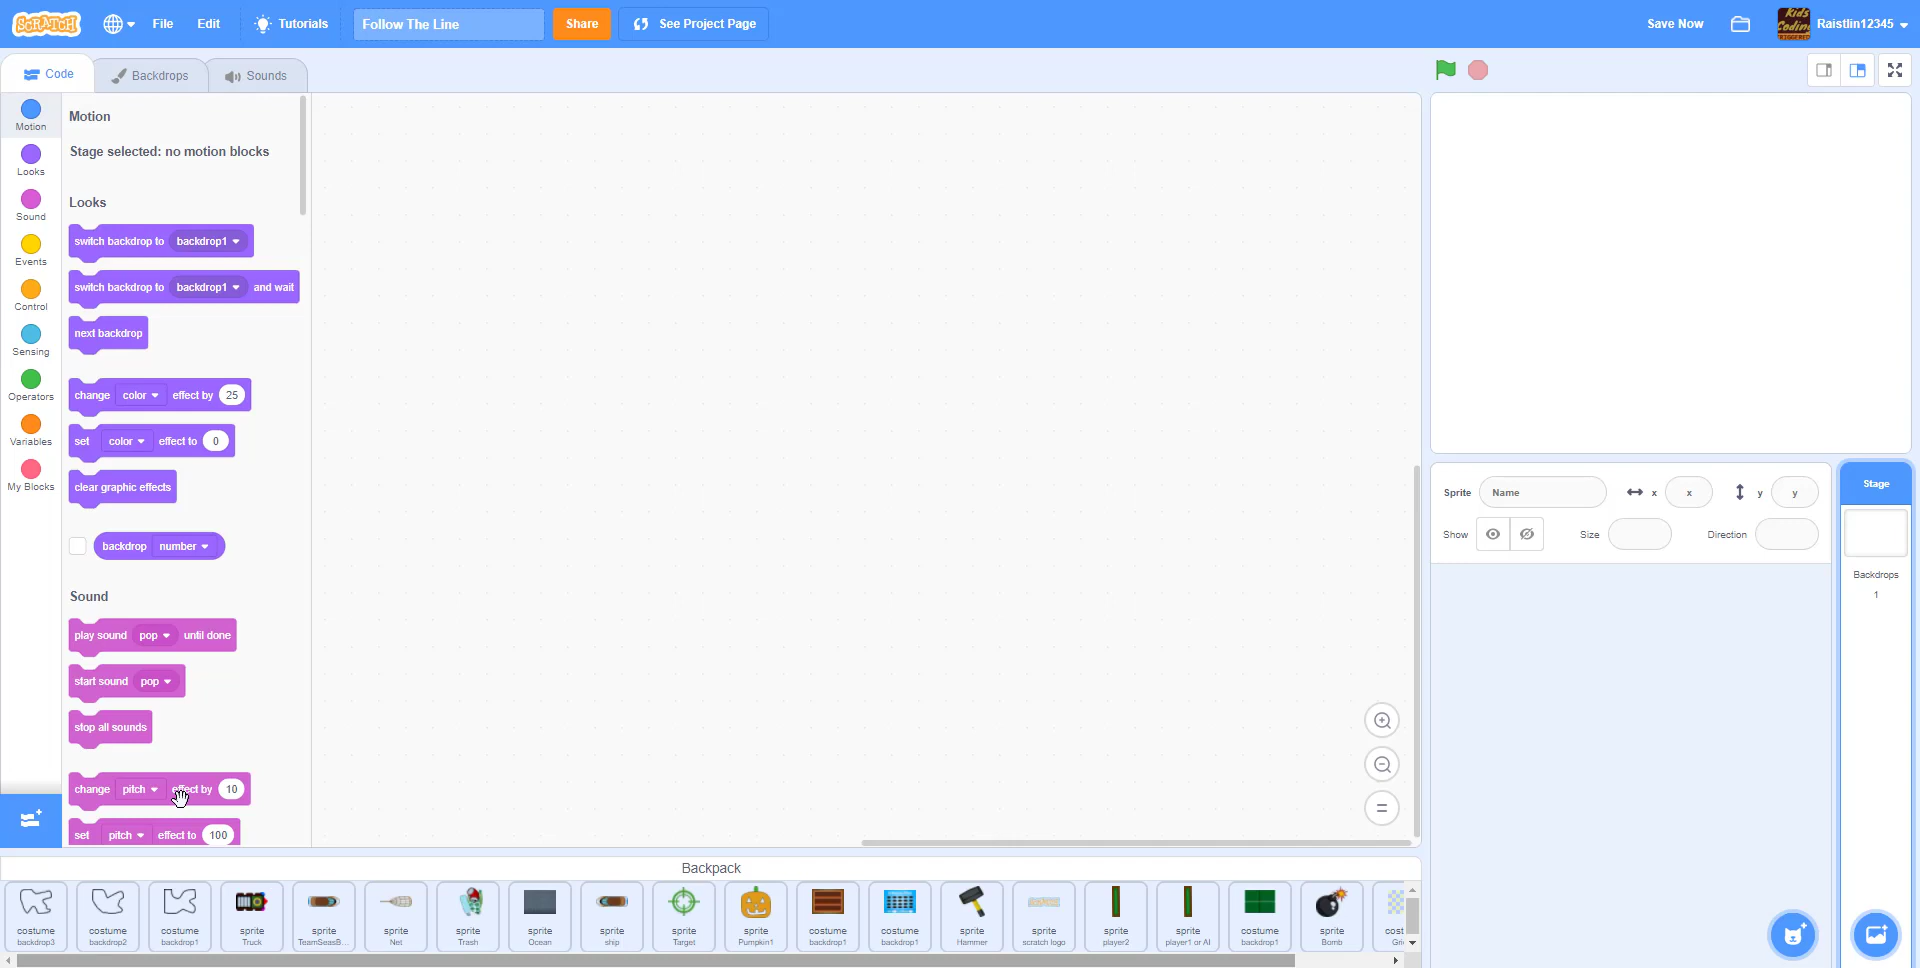 SCRATCH
File
Edit
Tutorials
Follow The Line
Share
See Project Page
Save Now
Raistlin12345
Code
Backdrops
Sounds
Motion
Looks
Sound
Events
Control
Sensing
Operators
Variables
My Blocks
Motion
Stage selected: no motion blocks
Looks
switch backdrop to backdrop1
switch backdrop to backdrop1 and wait
next backdrop
change color effect by 25
set color effect to 0
clear graphic effects
backdrop number
Sound
play sound pop until done
start sound pop
stop all sounds
change pitch effect by 10
set pitch effect to 100
Sprite Name x x y y
Show Size Direction
Stage
Backdrops
1
Backpack
costume
backdrop3
costume
backdrop2
costume
backdrop1
sprite
Truck
sprite
TeamSeasB...
sprite
Net
sprite
Trash
sprite
Ocean
sprite
ship
sprite
Target
sprite
Pumpkin1
costume
backdrop1
costume
backdrop1
sprite
Hammer
sprite
scratch logo
sprite
player2
sprite
player1 or AI
costume
backdrop1
sprite
Bomb
cost
Gri